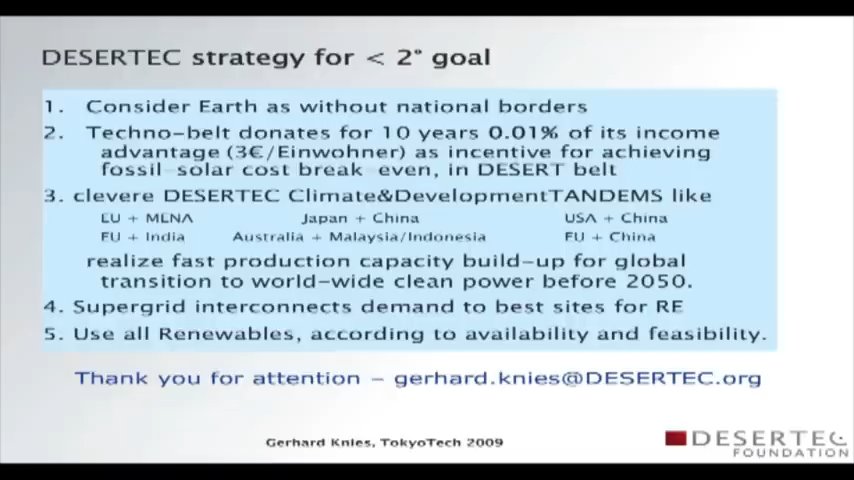 DESERTEC strategy for < 2° goal
1. Consider Earth as without national borders
2. Techno-belt donates for 10 years 0.01% of its income
advantage (3€/Einwohner) as incentive for achieving
fossil-solar cost break-even, in DESERT belt
3. clevere DESERTEC Climate&DevelopmentTANDEMS like
EU + MENA Japan + China USA + China
EU + India Australia + Malaysia/Indonesia EU + China
realize fast production capacity build-up for global
transition to world-wide clean power before 2050.
4. Supergrid interconnects demand to best sites for RE
5. Use all Renewables, according to availability and feasibility.
Thank you for attention – gerhard.knies@DESERTEC.org
Gerhard Knies, TokyoTech 2009
DESERTEC
FOUNDATION